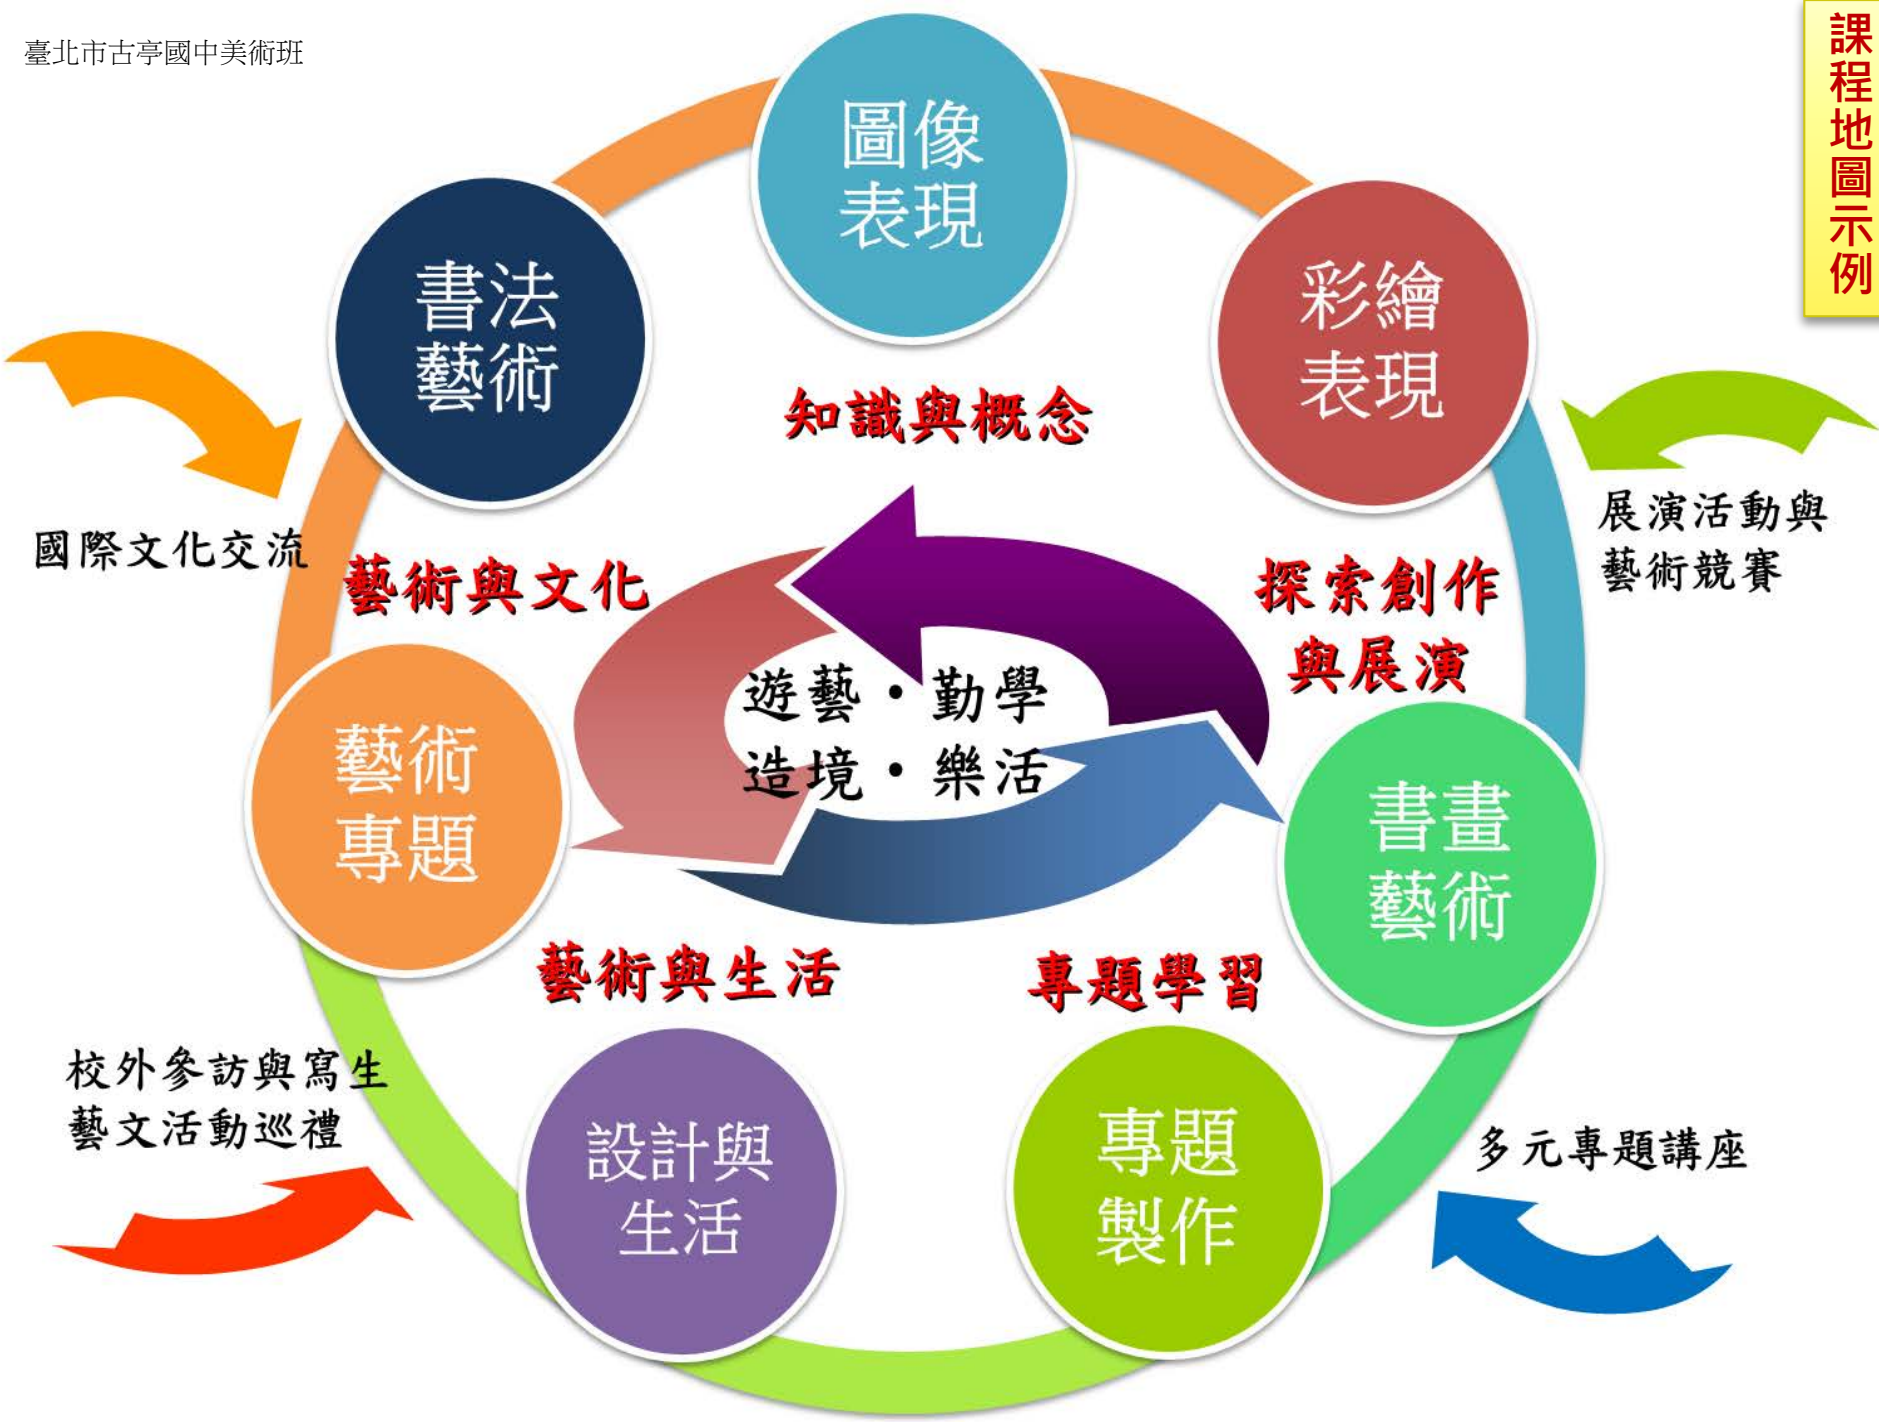 臺北市古亭國中美術班
課程地圖示例
圖像
表現
書法
藝術
彩繪
表現
知識與概念
國際文化交流
展演活動與
藝術競賽
藝術與文化
探索創作
與展演
遊藝・勤學
造境・樂活
藝術
專題
書畫
藝術
藝術與生活
專題學習
校外參訪與寫生
藝文活動巡禮
設計與
生活
專題
製作
多元專題講座